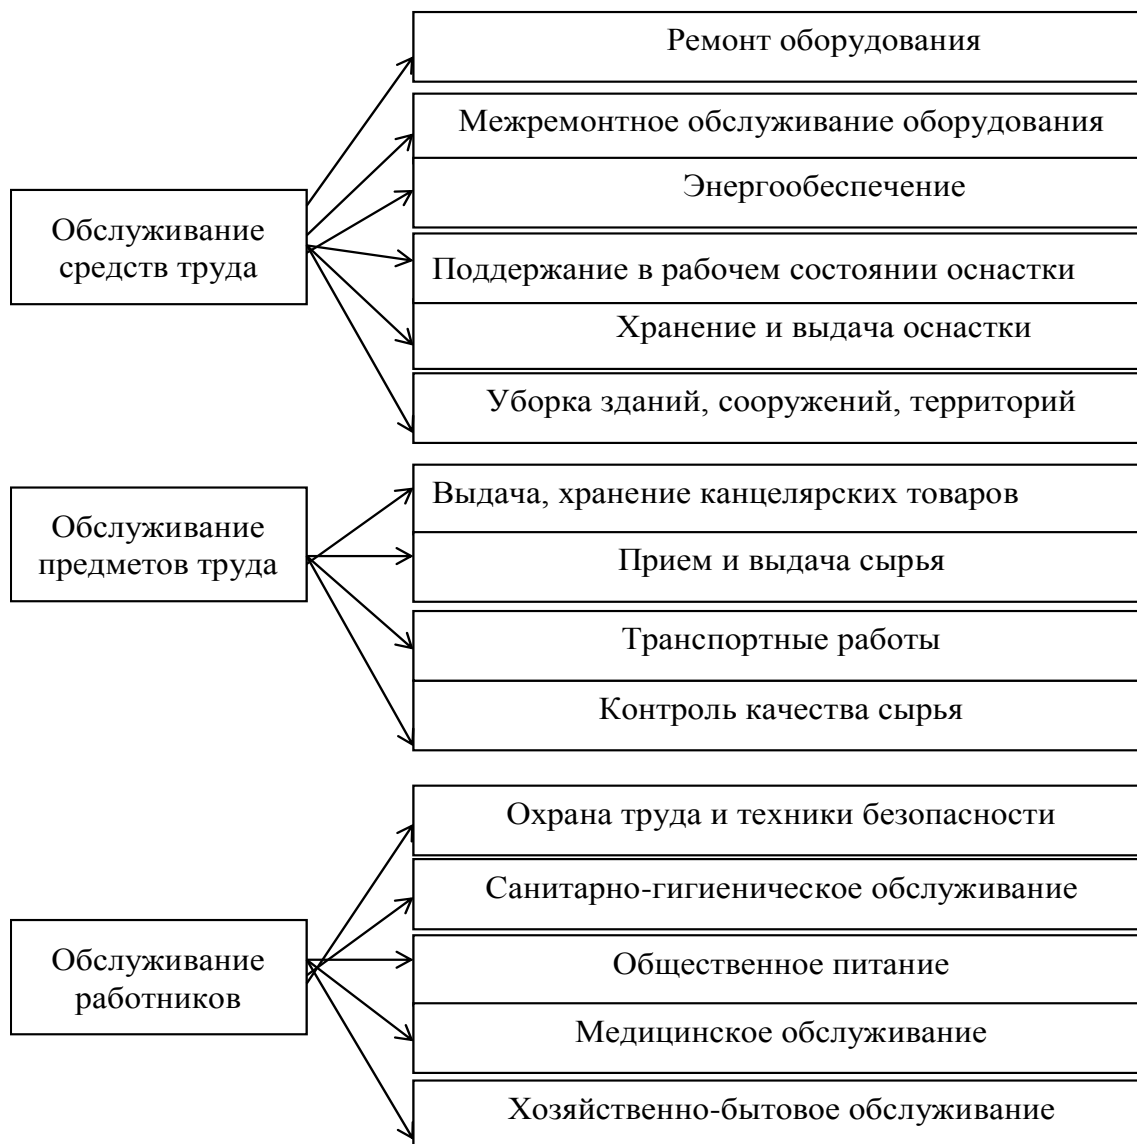 Ремонт оборудования
Межремонтное обслуживание оборудования
Энергообеспечение
Обслуживание
средств труда
Поддержание в рабочем состоянии оснастки
Хранение и выдача оснастки
Уборка зданий, сооружений, территорий
Выдача, хранение канцелярских товаров
Обслуживание
предметов труда
Прием и выдача сырья
Транспортные работы
Контроль качества сырья
Охрана труда и техники безопасности
Санитарно-гигиеническое обслуживание
Обслуживание
работников
Общественное питание
Медицинское обслуживание
Хозяйственно-бытовое обслуживание